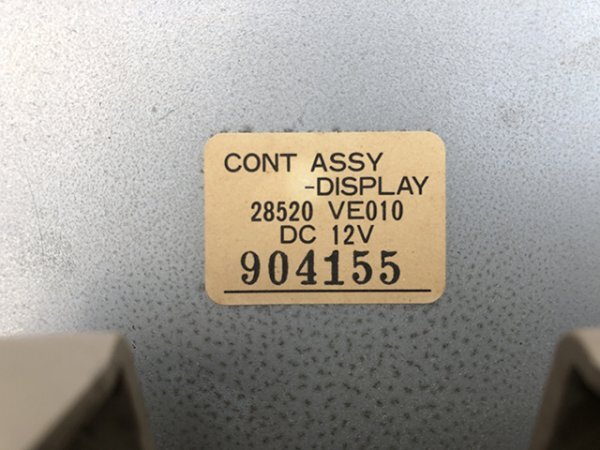 CONT ASSY
-DISPLAY
28520 VE010
DC 12V
904155